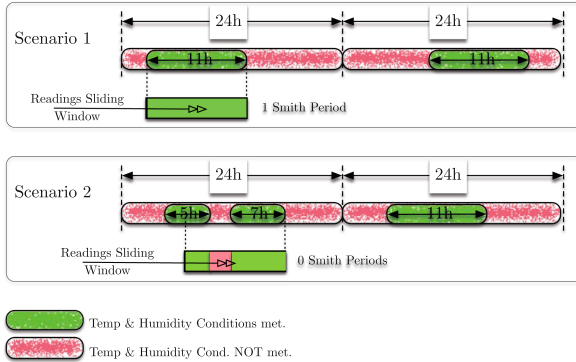 24h 24h
Scenario 1
11h 11h
Readings Sliding
Window
1 Smith Period
24h 24h
Scenario 2
5h 7h 11h
Readings Sliding
Window
0 Smith Periods
Temp & Humidity Conditions met.
Temp & Humidity Cond. NOT met.